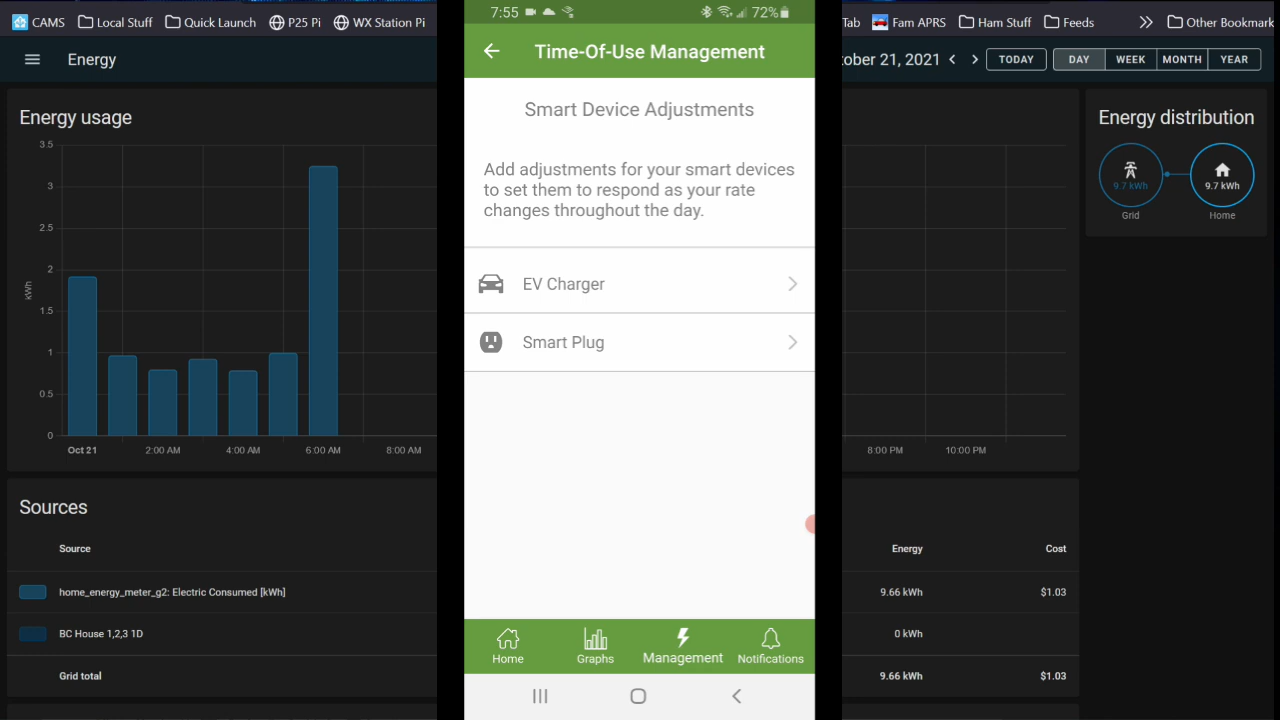 CAMS Local Stuff Quick Launch P25 Pi WX Station Pi
Energy
Energy usage
3.5
3
2.5
2
1.5
1
0.5
0
kWh
Oct 21 2:00 AM 4:00 AM 6:00 AM 8:00 AM
Sources
Source
home_energy_meter_g2: Electric Consumed [kWh]
BC House 1,2,3 1D
Grid total
7:55 72%
Time-Of-Use Management
Smart Device Adjustments
Add adjustments for your smart devices
to set them to respond as your rate
changes throughout the day.
EV Charger
Smart Plug
Home Graphs Management Notifications
Tab Fam APRS Ham Stuff Feeds Other Bookmark
tober 21, 2021 TODAY DAY WEEK MONTH YEAR
Energy distribution
9.7 kWh 9.7 kWh
Grid Home
8:00 PM 10:00 PM
Energy Cost
9.66 kWh $1.03
0 kWh
9.66 kWh $1.03